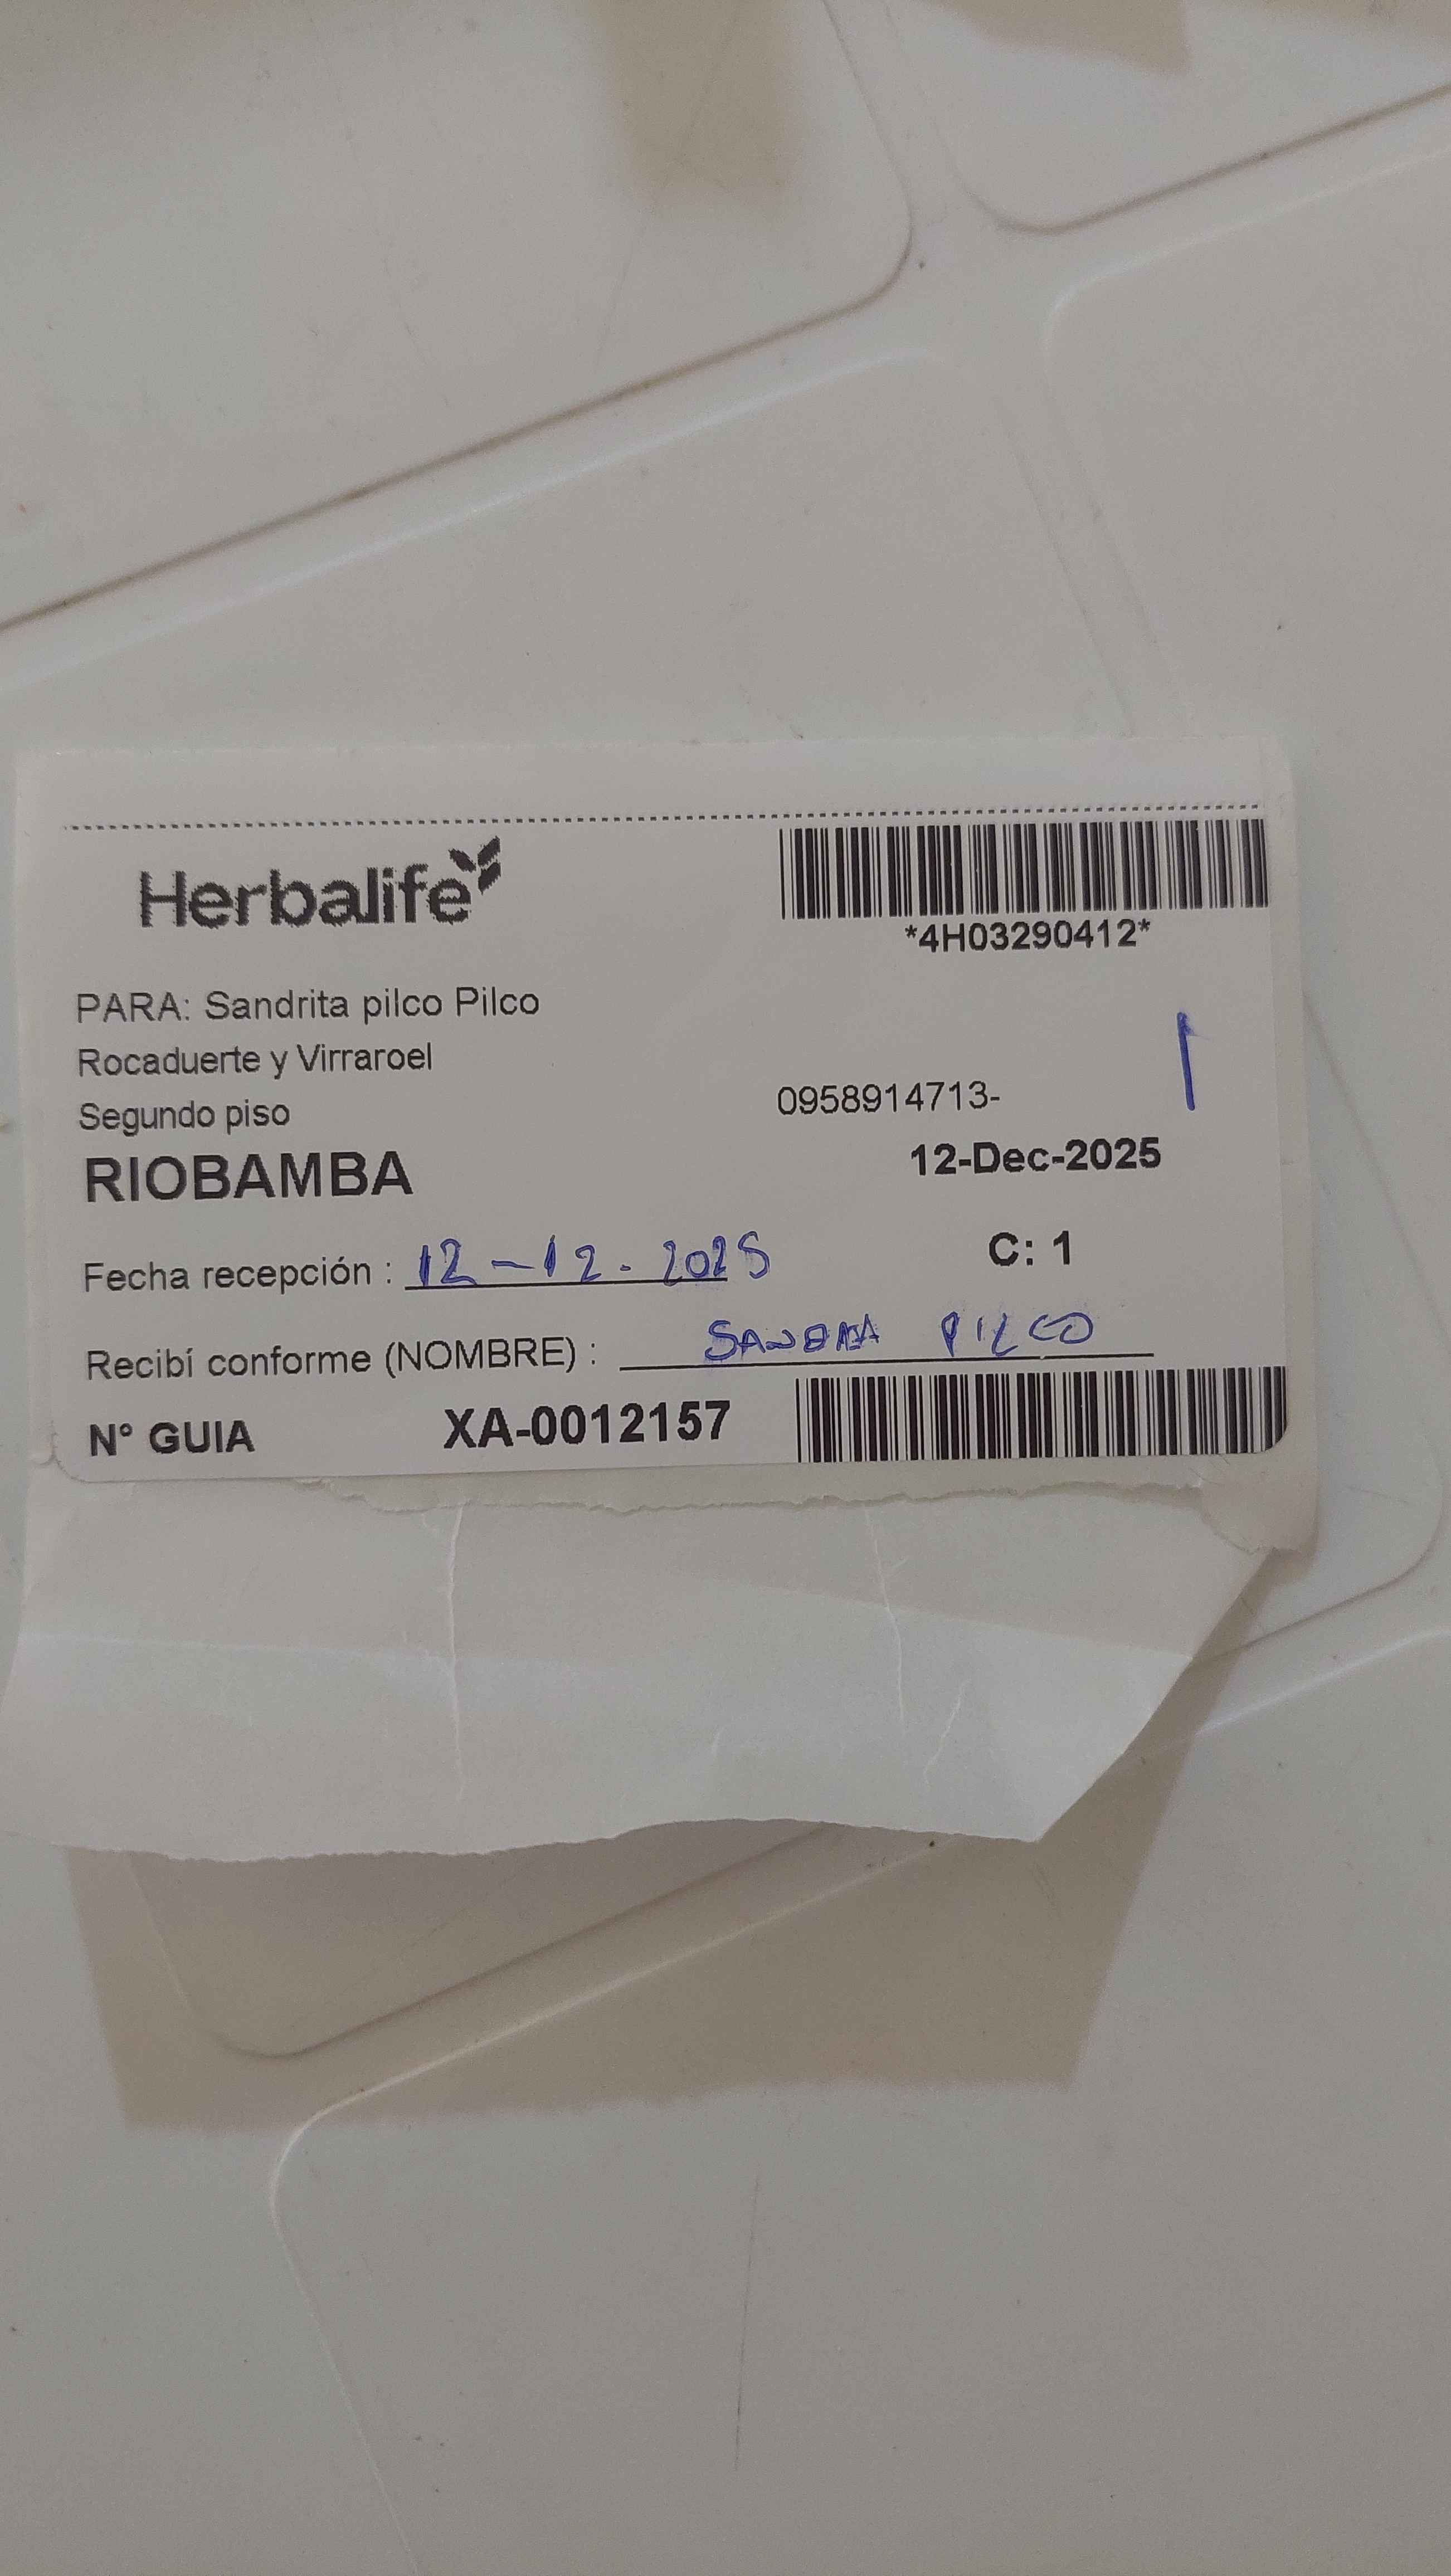 Herbalife
*4H03290412*
PARA: Sandrita pilco Pilco
Rocaduerte y Virraroel
Segundo piso
0958914713-
RIOBAMBA
12-Dec-2025
Fecha recepción : 12-12-2025
C: 1
Recibí conforme (NOMBRE) : SANDRA PILCO
N° GUIA XA-0012157